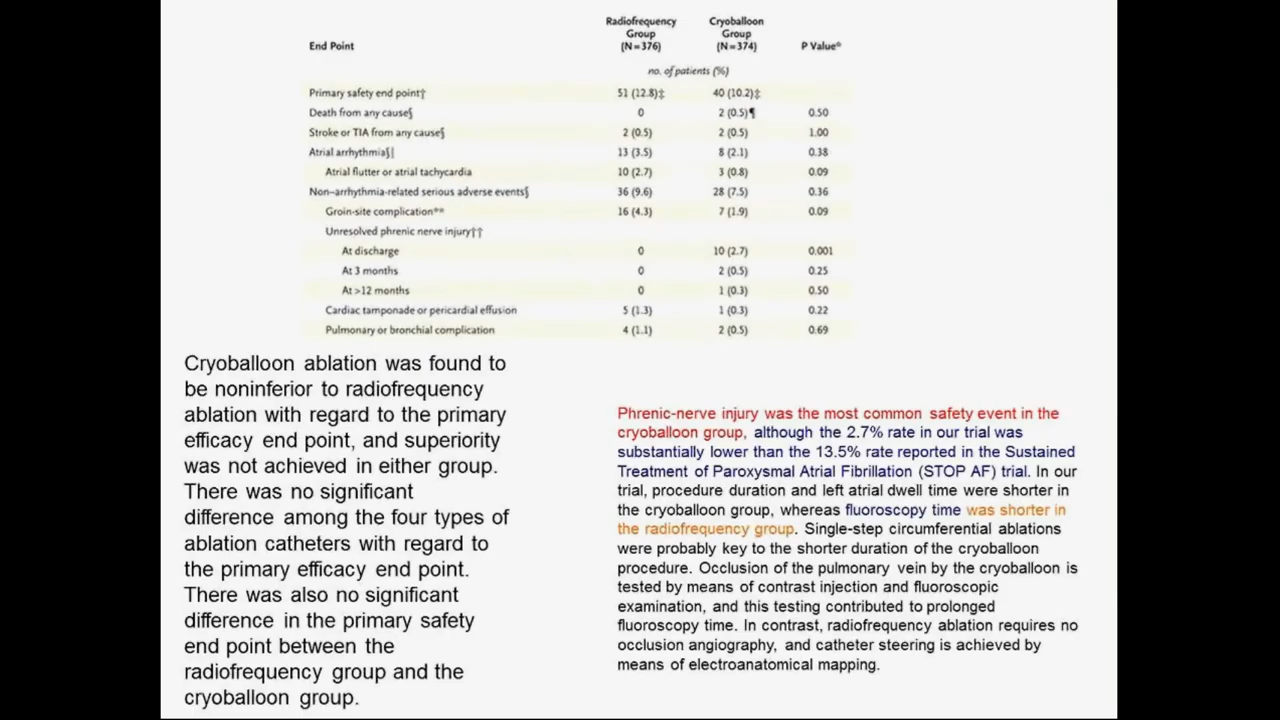 Radiofrequency Group (N=376) Cryoballoon Group (N=374)
End Point P Value*
no. of patients (%)
Primary safety end point† 51 (12.8)‡ 40 (10.2)‡
Death from any cause§ 0 2 (0.5)¶ 0.50
Stroke or TIA from any cause§ 2 (0.5) 2 (0.5) 1.00
Atrial arrhythmia§‖ 13 (3.5) 8 (2.1) 0.38
Atrial flutter or atrial tachycardia 10 (2.7) 3 (0.8) 0.09
Non–arrhythmia-related serious adverse events§ 36 (9.6) 28 (7.5) 0.36
Groin-site complication** 16 (4.3) 7 (1.9) 0.09
Unresolved phrenic nerve injury††
At discharge 0 10 (2.7) 0.001
At 3 months 0 2 (0.5) 0.25
At >12 months 0 1 (0.3) 0.50
Cardiac tamponade or pericardial effusion 5 (1.3) 1 (0.3) 0.22
Pulmonary or bronchial complication 4 (1.1) 2 (0.5) 0.69
Cryoballoon ablation was found to
be noninferior to radiofrequency
ablation with regard to the primary
efficacy end point, and superiority
was not achieved in either group.
There was no significant
difference among the four types of
ablation catheters with regard to
the primary efficacy end point.
There was also no significant
difference in the primary safety
end point between the
radiofrequency group and the
cryoballoon group.
Phrenic-nerve injury was the most common safety event in the
cryoballoon group, although the 2.7% rate in our trial was
substantially lower than the 13.5% rate reported in the Sustained
Treatment of Paroxysmal Atrial Fibrillation (STOP AF) trial. In our
trial, procedure duration and left atrial dwell time were shorter in
the cryoballoon group, whereas fluoroscopy time was shorter in
the radiofrequency group. Single-step circumferential ablations
were probably key to the shorter duration of the cryoballoon
procedure. Occlusion of the pulmonary vein by the cryoballoon is
tested by means of contrast injection and fluoroscopic
examination, and this testing contributed to prolonged
fluoroscopy time. In contrast, radiofrequency ablation requires no
occlusion angiography, and catheter steering is achieved by
means of electroanatomical mapping.